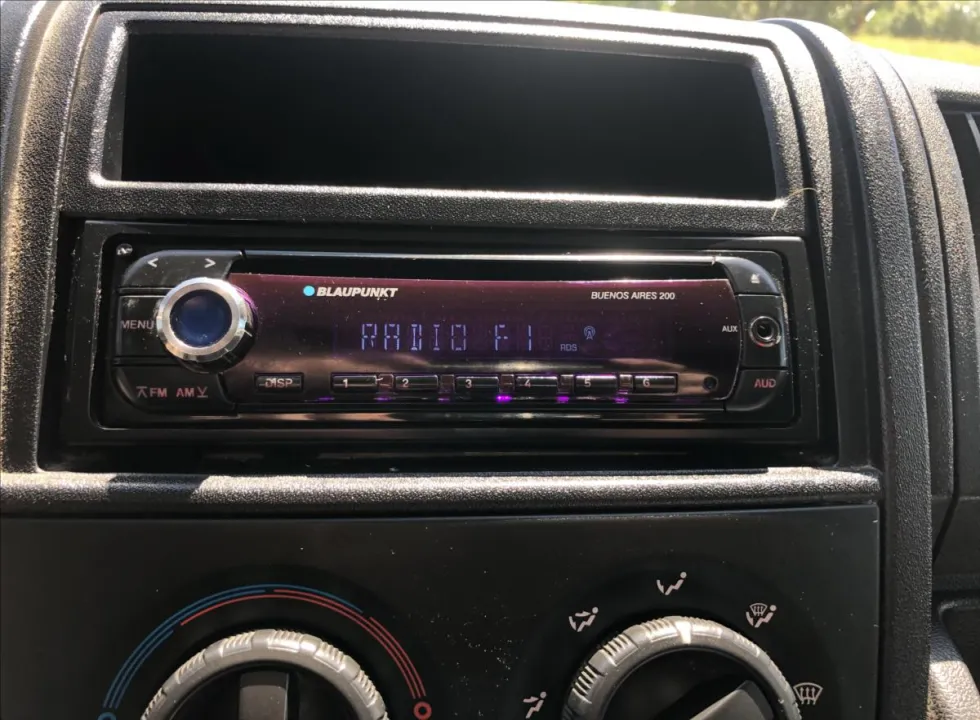 < >
BLAUPUNKT
BUENOS AIRES 200
MENU
RADIO F1
RDS
AUX
DISP
1 2 3 4 5 6
FM AM
AUD